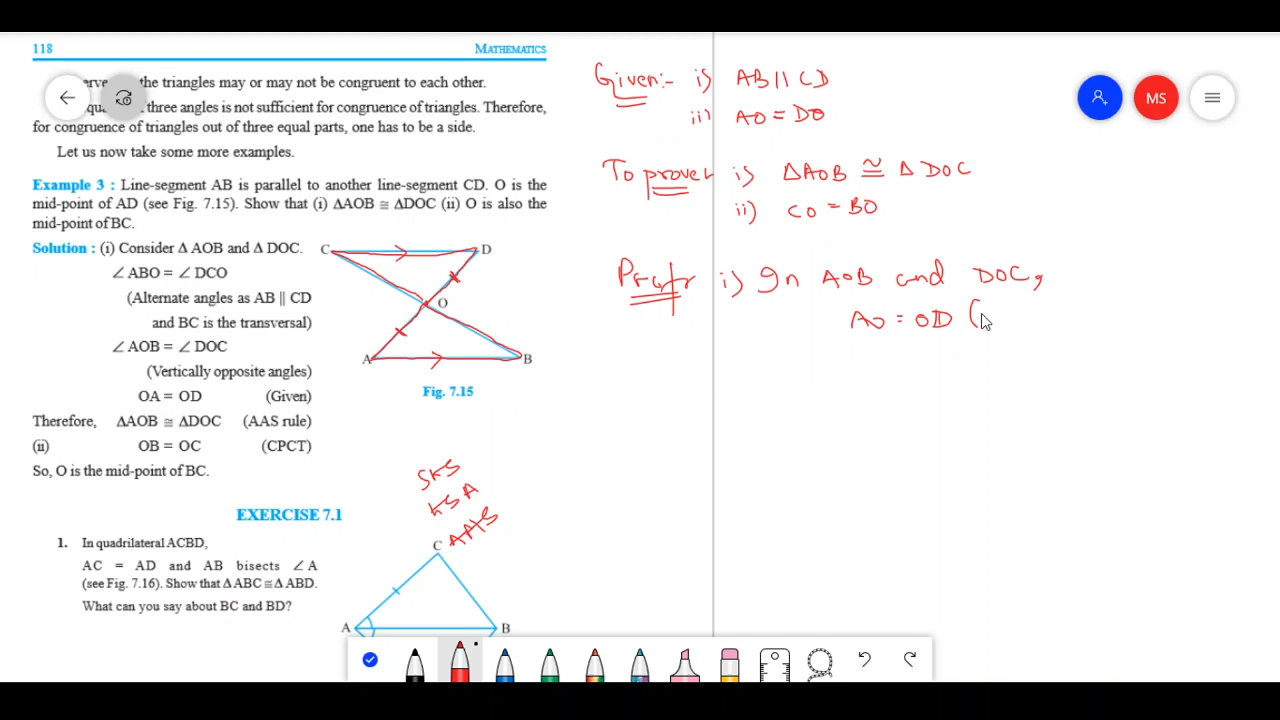 118 MATHEMATICS
the triangles may or may not be congruent to each other.
three angles is not sufficient for congruence of triangles. Therefore,
for congruence of triangles out of three equal parts, one has to be a side.
Let us now take some more examples.
Example 3 : Line-segment AB is parallel to another line-segment CD. O is the
mid-point of AD (see Fig. 7.15). Show that (i) ΔAOB ≅ ΔDOC (ii) O is also the
mid-point of BC.
Solution : (i) Consider Δ AOB and Δ DOC.
∠ ABO = ∠ DCO
(Alternate angles as AB || CD
and BC is the transversal)
∠ AOB = ∠ DOC
(Vertically opposite angles)
OA = OD (Given)
Therefore, ΔAOB ≅ ΔDOC (AAS rule)
(ii) OB = OC (CPCT)
So, O is the mid-point of BC.
C D
O
A B
Fig. 7.15
SAS
ASA
AAS
EXERCISE 7.1
1. In quadrilateral ACBD,
AC = AD and AB bisects ∠ A
(see Fig. 7.16). Show that Δ ABC ≅ Δ ABD.
What can you say about BC and BD?
C
A B
Given:- i) AB || CD
ii) AO = DO
To prove:- i) ΔAOB ≅ Δ DOC
ii) CO = BO
Proof:- i) In AOB and DOC,
AO = OD (
MS